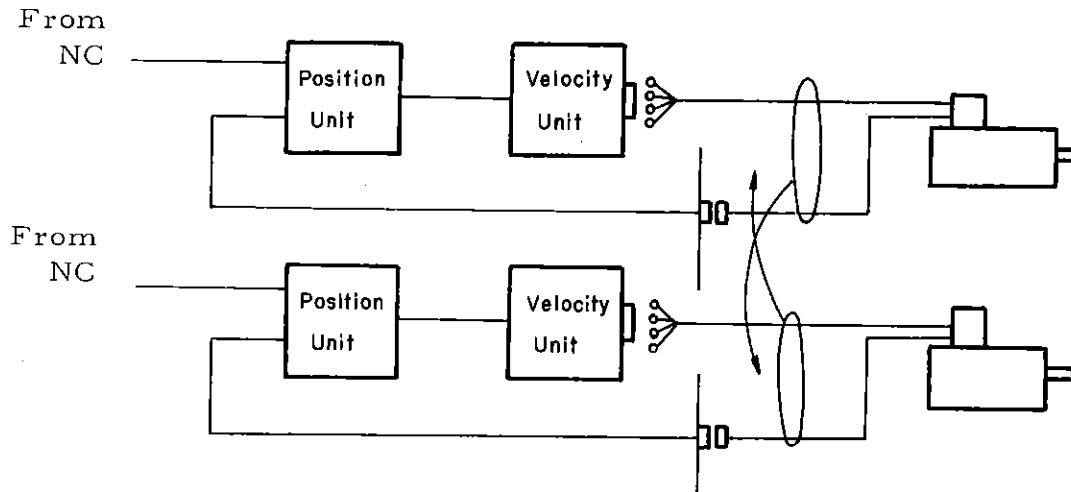 From
NC
Position
Unit
Velocity
Unit
From
NC
Position
Unit
Velocity
Unit